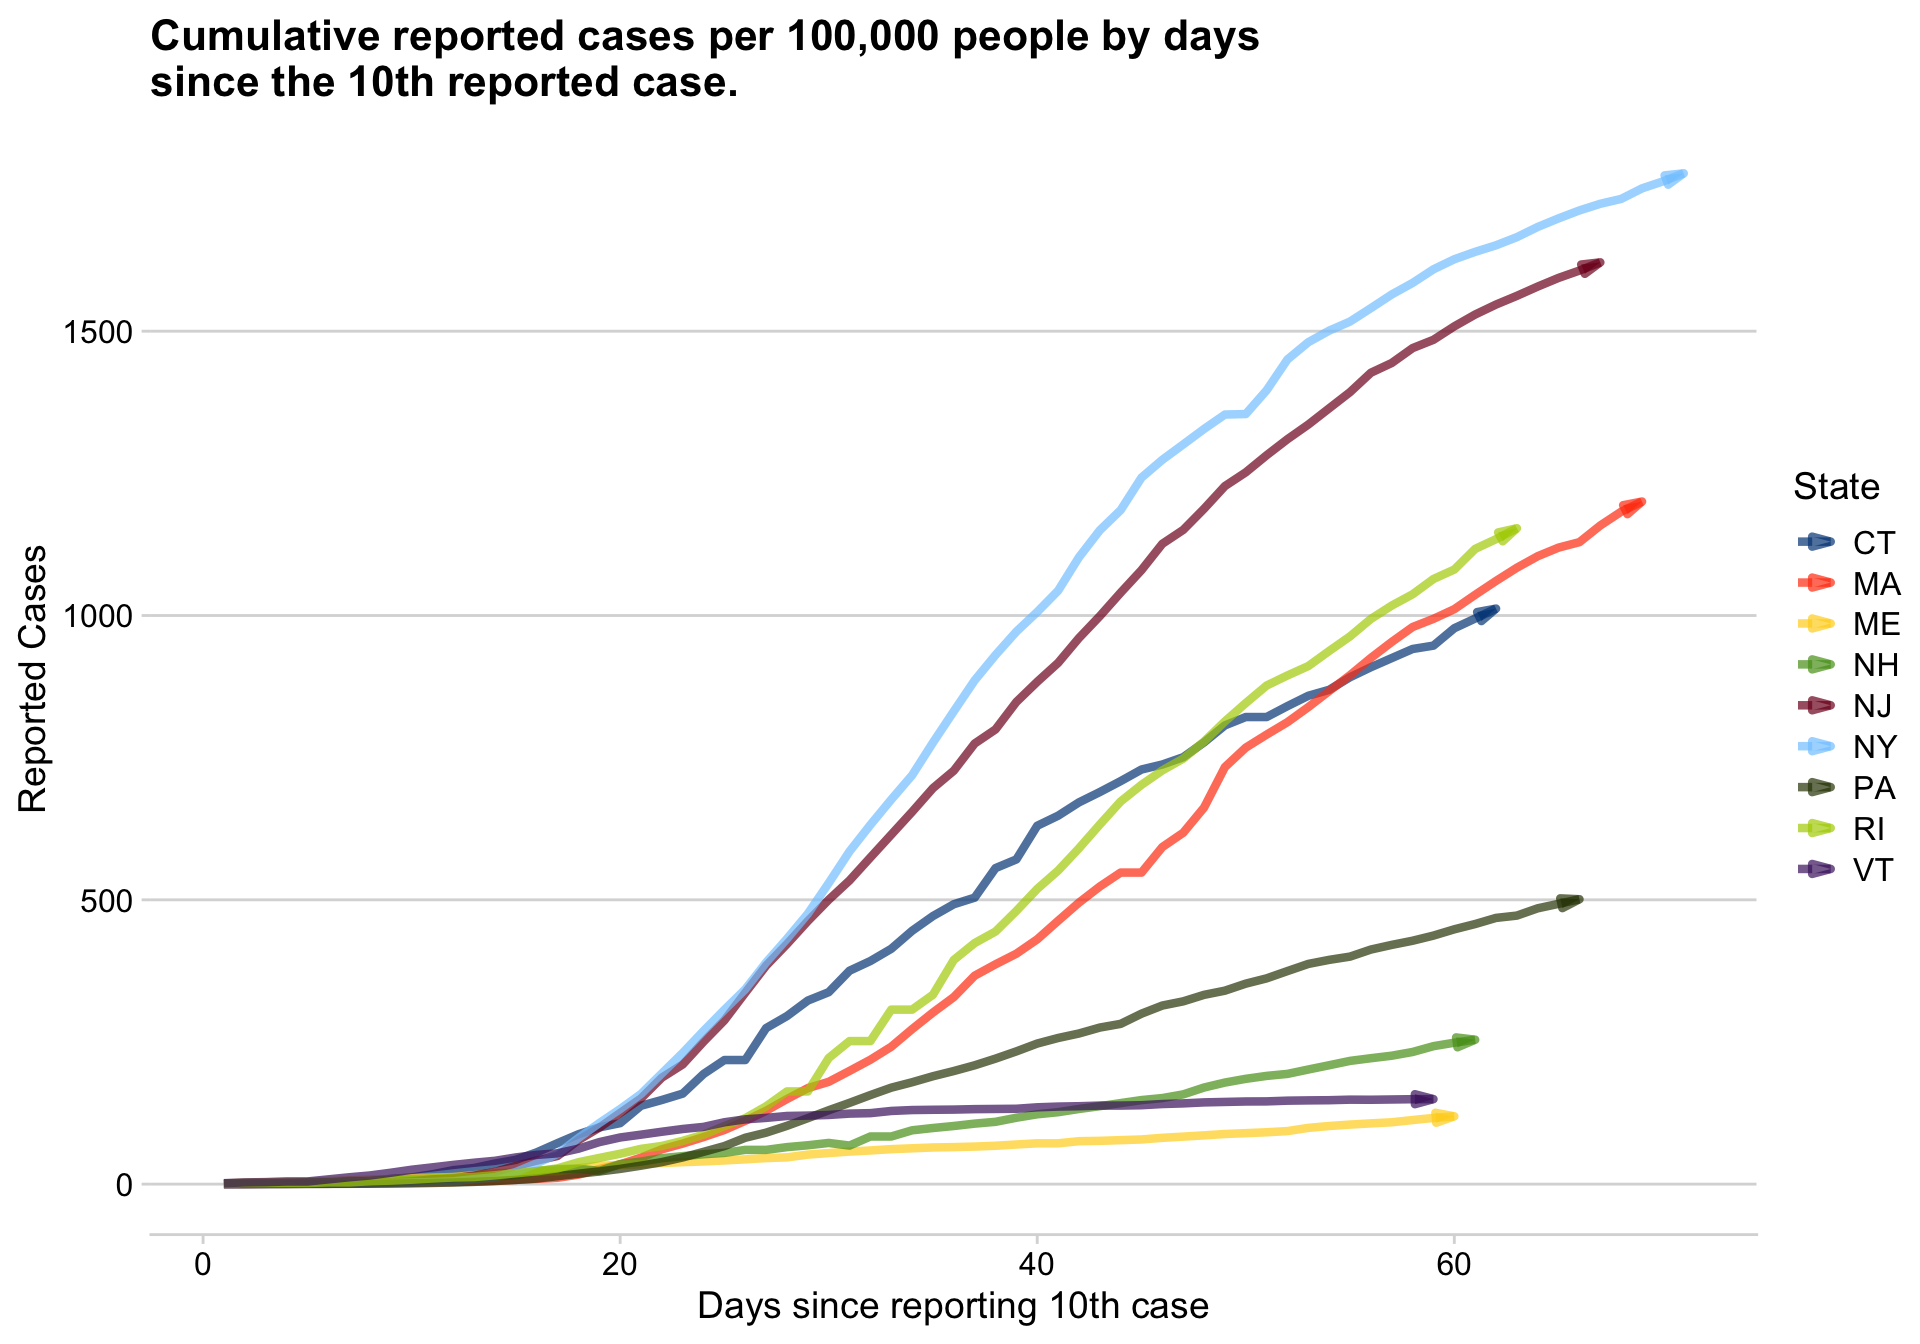 Cumulative reported cases per 100,000 people by days
since the 10th reported case.
1500
1000
500
0
Reported Cases
0 20 40 60
Days since reporting 10th case
State
CT
MA
ME
NH
NJ
NY
PA
RI
VT